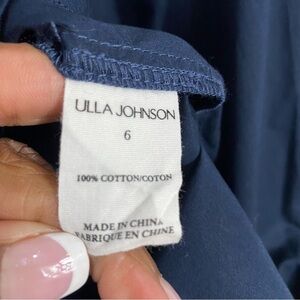 ULLA JOHNSON
6
100% COTTON/COTON
MADE IN CHINA
FABRIQUE EN CHINE